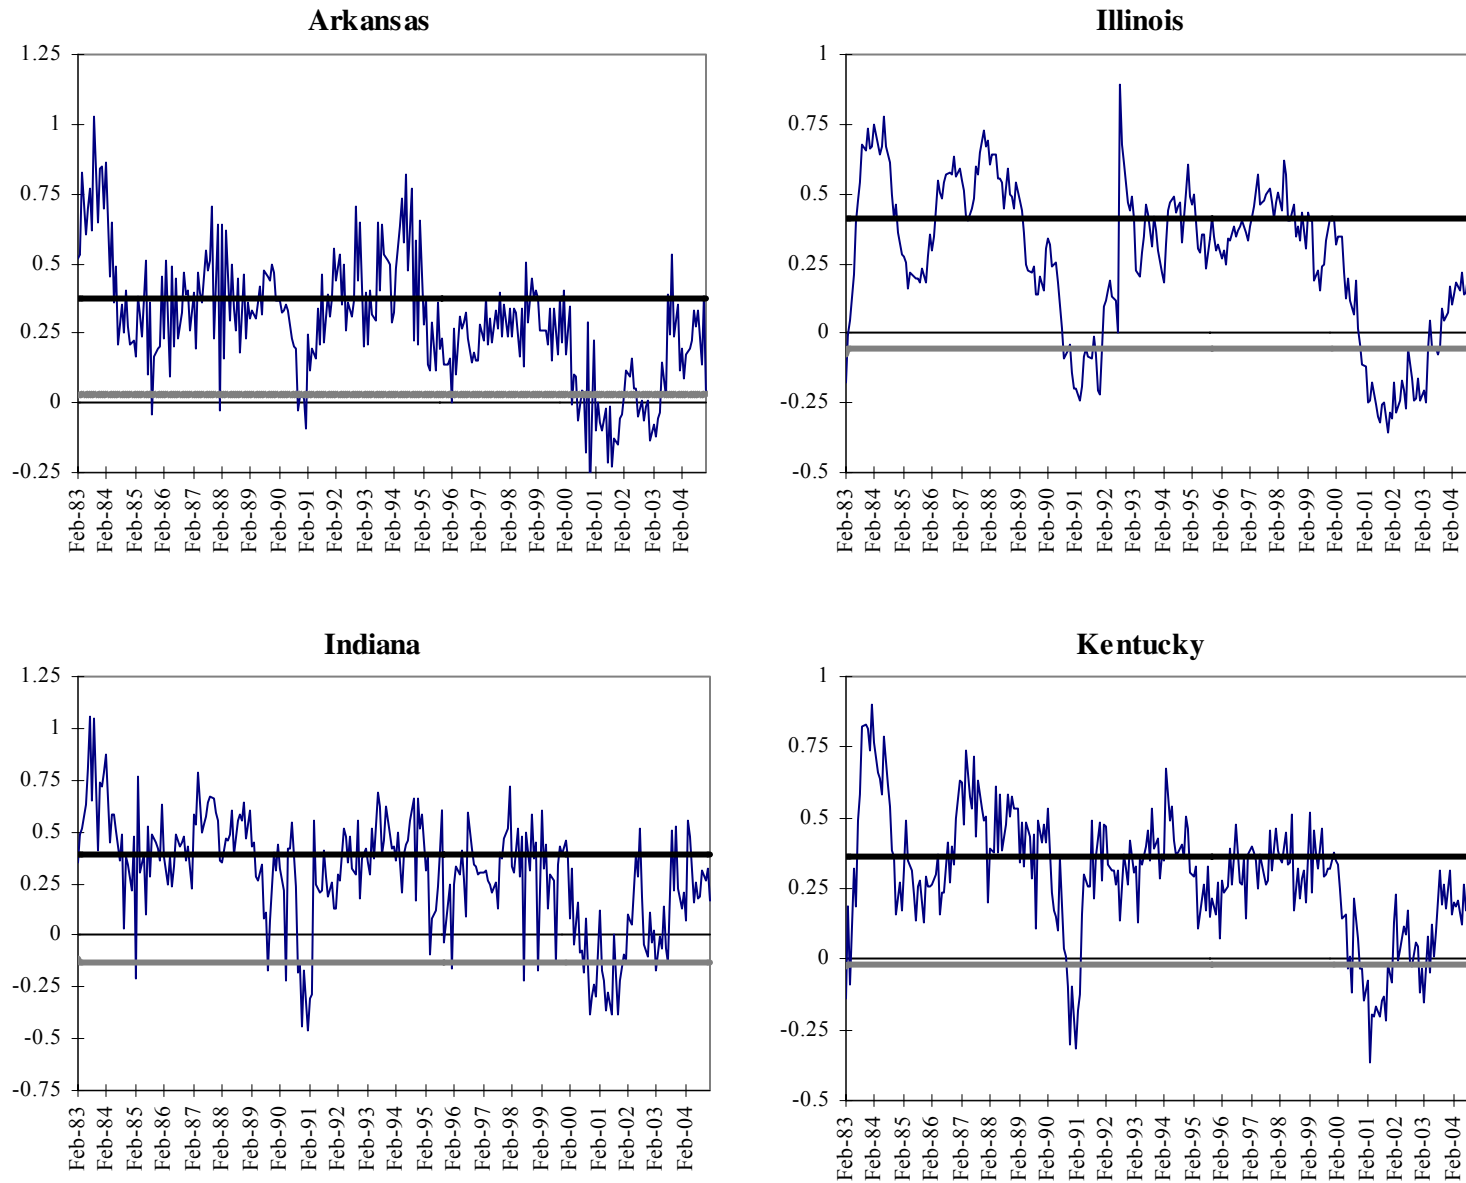 Arkansas
1.25
1
0.75
0.5
0.25
0
-0.25
Feb-83
Feb-84
Feb-85
Feb-86
Feb-87
Feb-88
Feb-89
Feb-90
Feb-91
Feb-92
Feb-93
Feb-94
Feb-95
Feb-96
Feb-97
Feb-98
Feb-99
Feb-00
Feb-01
Feb-02
Feb-03
Feb-04
Illinois
1
0.75
0.5
0.25
0
-0.25
-0.5
Feb-83
Feb-84
Feb-85
Feb-86
Feb-87
Feb-88
Feb-89
Feb-90
Feb-91
Feb-92
Feb-93
Feb-94
Feb-95
Feb-96
Feb-97
Feb-98
Feb-99
Feb-00
Feb-01
Feb-02
Feb-03
Feb-04
Indiana
1.25
1
0.75
0.5
0.25
0
-0.25
-0.5
-0.75
Feb-83
Feb-84
Feb-85
Feb-86
Feb-87
Feb-88
Feb-89
Feb-90
Feb-91
Feb-92
Feb-93
Feb-94
Feb-95
Feb-96
Feb-97
Feb-98
Feb-99
Feb-00
Feb-01
Feb-02
Feb-03
Feb-04
Kentucky
1
0.75
0.5
0.25
0
-0.25
-0.5
Feb-83
Feb-84
Feb-85
Feb-86
Feb-87
Feb-88
Feb-89
Feb-90
Feb-91
Feb-92
Feb-93
Feb-94
Feb-95
Feb-96
Feb-97
Feb-98
Feb-99
Feb-00
Feb-01
Feb-02
Feb-03
Feb-04